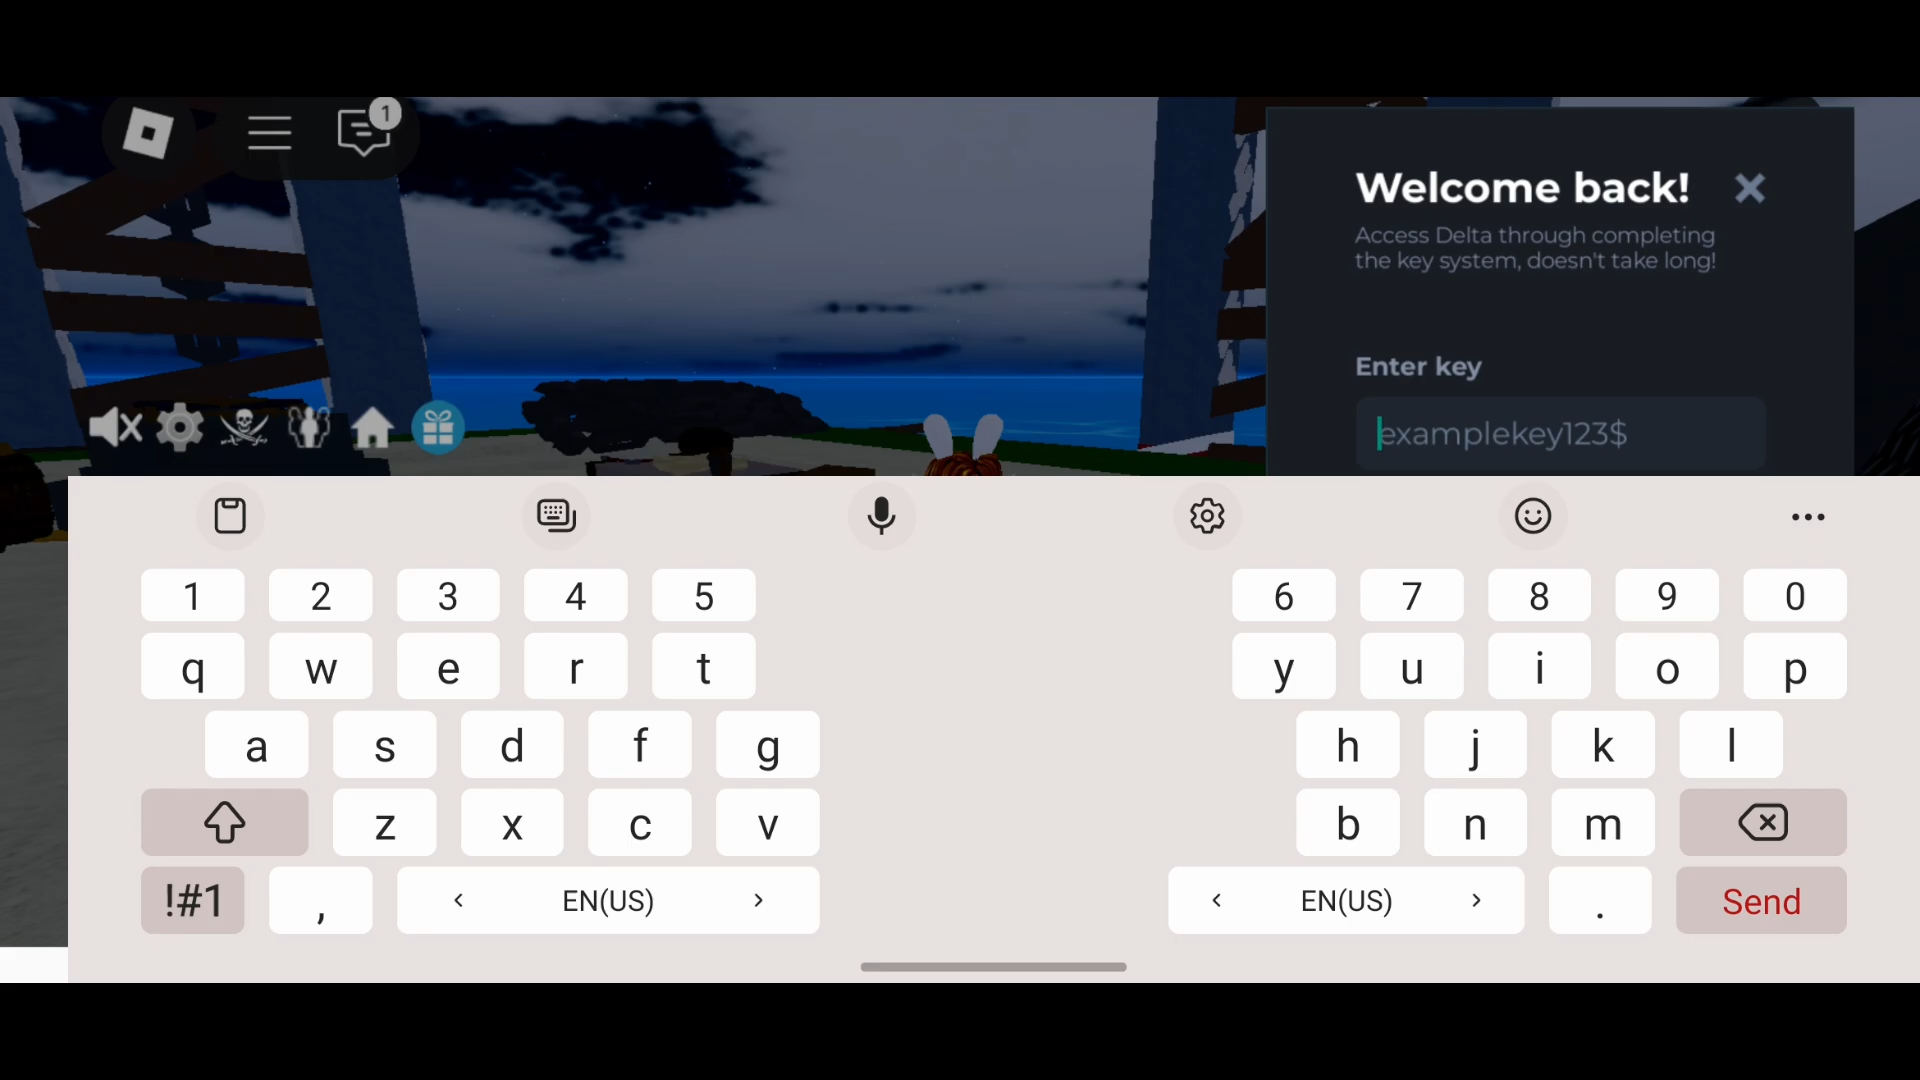 1
Welcome back!
Access Delta through completing
the key system, doesn't take long!
Enter key
examplekey123$
1 2 3 4 5 6 7 8 9 0
q w e r t y u i o p
a s d f g h j k l
z x c v b n m
!#1 , < EN(US) > < EN(US) > . Send